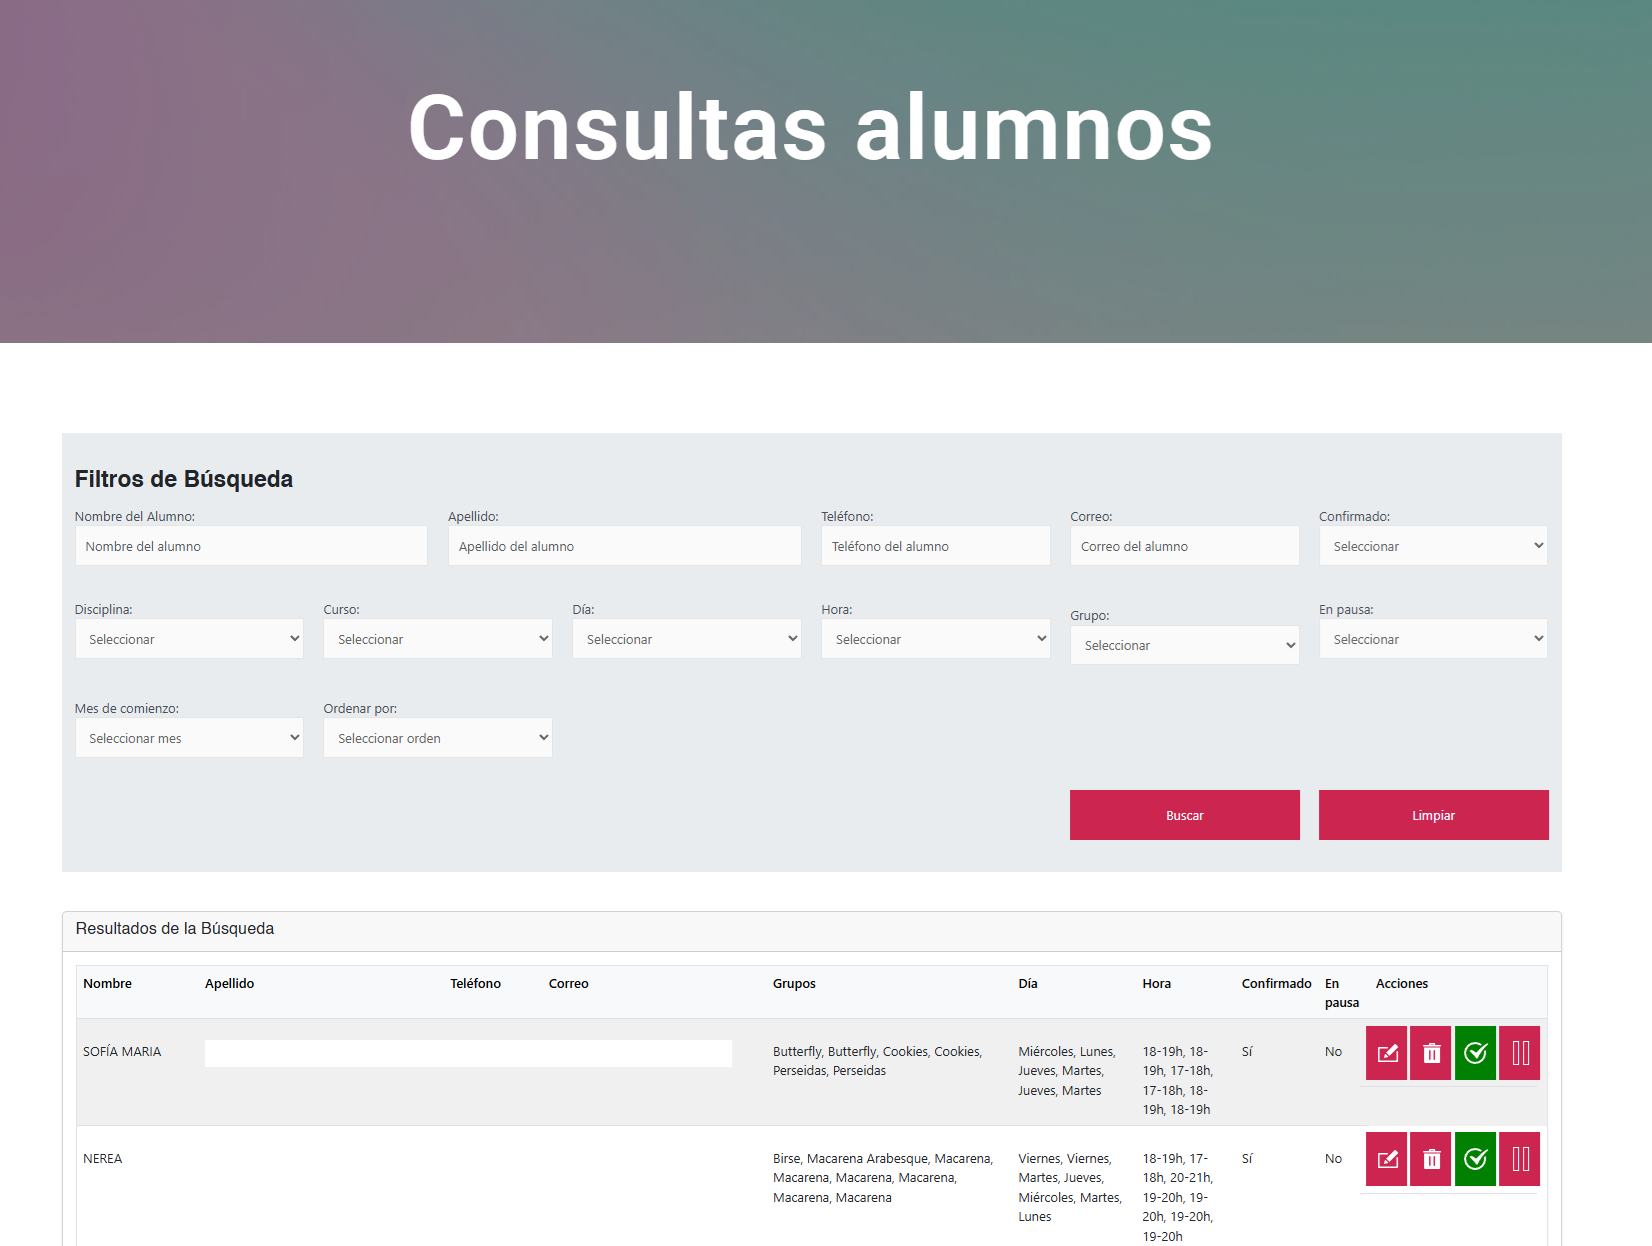 Consultas alumnos
Filtros de Búsqueda
Nombre del Alumno: Apellido: Teléfono: Correo: Confirmado:
Nombre del alumno Apellido del alumno Teléfono del alumno Correo del alumno Seleccionar
Disciplina: Curso: Día: Hora: Grupo: En pausa:
Seleccionar Seleccionar Seleccionar Seleccionar Seleccionar Seleccionar
Mes de comienzo: Ordenar por:
Seleccionar mes Seleccionar orden
Buscar Limpiar
Resultados de la Búsqueda
Nombre Apellido Teléfono Correo Grupos Día Hora Confirmado En Acciones
pausa
SOFÍA MARIA Butterfly, Butterfly, Cookies, Cookies, Miércoles, Lunes, 18-19h, 18- Sí No
Perseidas, Perseidas Jueves, Martes, 19h, 17-18h,
Jueves, Martes 17-18h, 18-
19h, 18-19h
NEREA Birse, Macarena Arabesque, Macarena, Viernes, Viernes, 18-19h, 17- Sí No
Macarena, Macarena, Macarena, Martes, Jueves, 18h, 20-21h,
Macarena, Macarena Miércoles, Martes, 19-20h, 19-
Lunes 20h, 19-20h,
19-20h